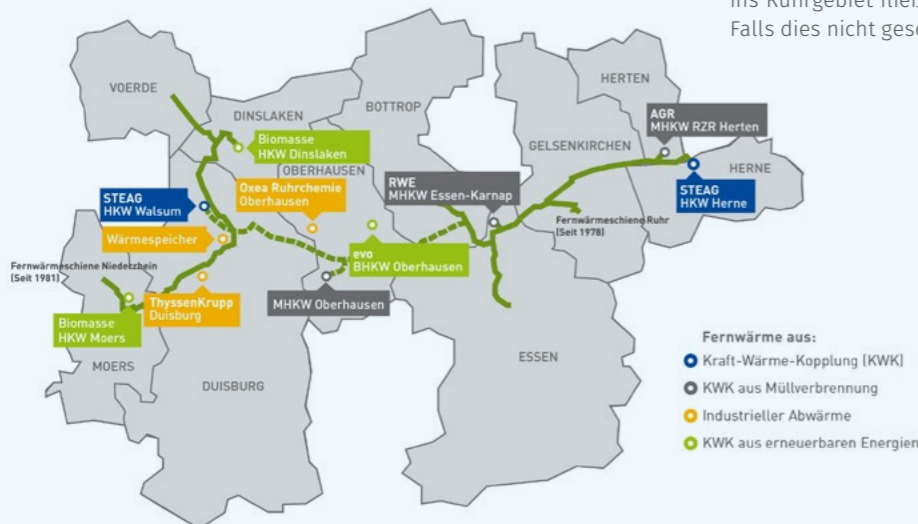 ins Ruhrgebiet
Falls dies nicht
VOERDE
DINSLAKEN
Biomasse
HKW Dinslaken
BOTTROP
HERTEN
AGR
MHKW RZR Herten
GELSENKIRCHEN
HERNE
STEAG
HKW Herne
OBERHAUSEN
Oxea Ruhrchemie
Oberhausen
RWE
MHKW Essen-Karnap
STEAG
HKW Walsum
Wärmespeicher
Fernwärmeschiene Ruhr
(Seit 1978)
evo
BHKW Oberhausen
Fernwärmeschiene Niederrhein
(Seit 1981)
MHKW Oberhausen
ThyssenKrupp
Duisburg
Biomasse
HKW Moers
MOERS
DUISBURG
ESSEN
Fernwärme aus:
Kraft-Wärme-Kopplung (KWK)
KWK aus Müllverbrennung
Industrieller Abwärme
KWK aus erneuerbaren Energien